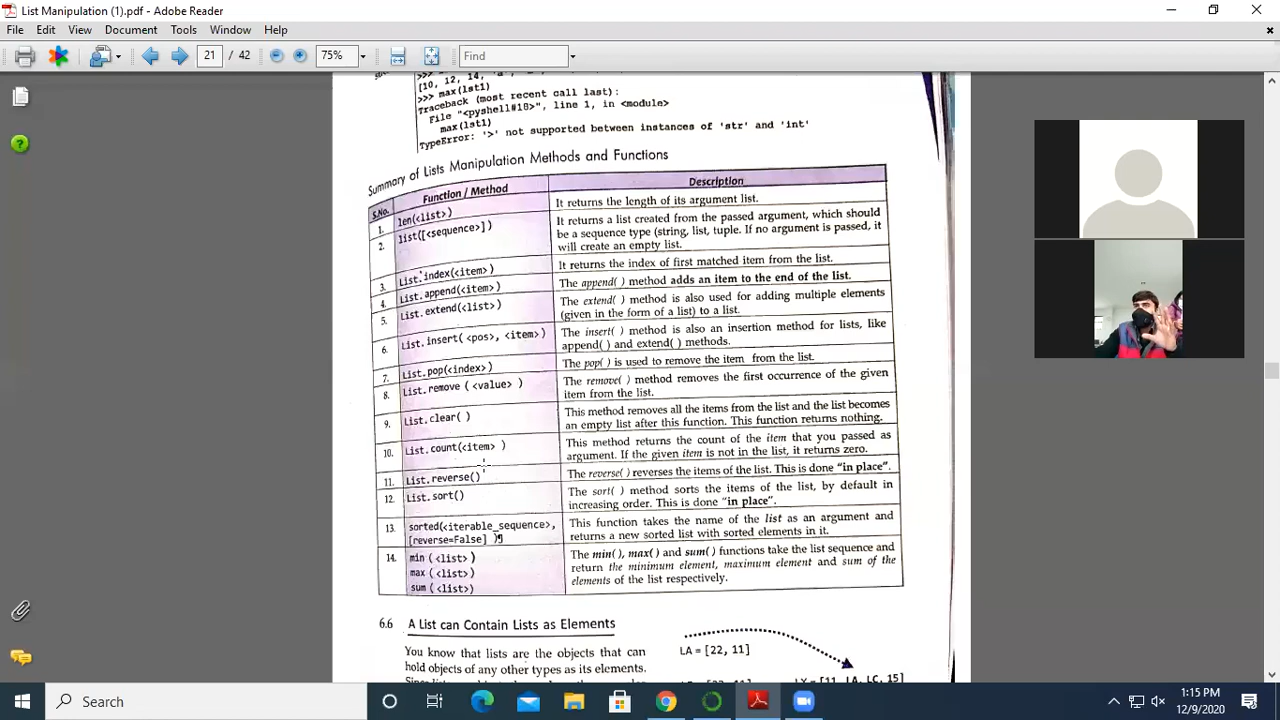 List Manipulation (1).pdf - Adobe Reader
File Edit View Document Tools Window Help
21 / 42 75% Find
>>>
[10, 12, 14, 'a',
>>> max(lst1)
Traceback (most recent call last):
File "<pyshell#10>", line 1, in <module>
max(lst1)
TypeError: '>' not supported between instances of 'str' and 'int'
Summary of Lists Manipulation Methods and Functions
S.No. Function / Method Description
1. len(<list>) It returns the length of its argument list.
2. list([<sequence>]) It returns a list created from the passed argument, which should
be a sequence type (string, list, tuple. If no argument is passed, it
will create an empty list.
3. List.index(<item>) It returns the index of first matched item from the list.
4. List.append(<item>) The append( ) method adds an item to the end of the list.
5. List.extend(<list>) The extend( ) method is also used for adding multiple elements
(given in the form of a list) to a list.
6. List.insert( <pos>, <item>) The insert( ) method is also an insertion method for lists, like
append( ) and extend( ) methods.
7. List.pop(<index>) The pop( ) is used to remove the item from the list.
8. List.remove ( <value> ) The remove( ) method removes the first occurrence of the given
item from the list.
9. List.clear( ) This method removes all the items from the list and the list becomes
an empty list after this function. This function returns nothing.
10. List.count(<item> ) This method returns the count of the item that you passed as
argument. If the given item is not in the list, it returns zero.
11. List.reverse() The reverse( ) reverses the items of the list. This is done "in place".
12. List.sort() The sort( ) method sorts the items of the list, by default in
increasing order. This is done "in place".
13. sorted(<iterable_sequence>, This function takes the name of the list as an argument and
[reverse=False] )¶ returns a new sorted list with sorted elements in it.
14. min (<list>) The min( ), max( ) and sum( ) functions take the list sequence and
max (<list>) return the minimum element, maximum element and sum of the
sum (<list>) elements of the list respectively.
6.6 A List can Contain Lists as Elements
You know that lists are the objects that can
hold objects of any other types as its elements.
LA = [22, 11]
LY = [11, LA, LC, 15]
Search
1:15 PM
12/9/2020